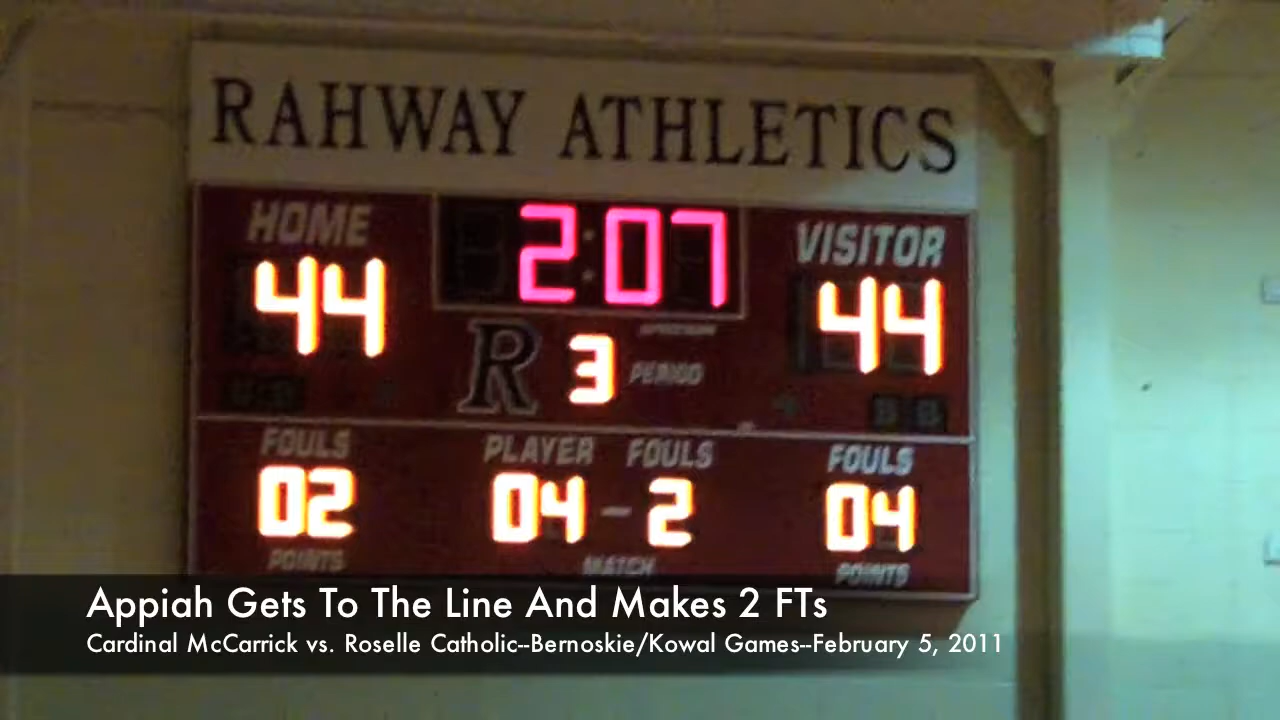 RAHWAY ATHLETICS
HOME 2:07 VISITOR
44 44
R 3 PERIOD
FOULS PLAYER FOULS FOULS
02 04-2 04
POINTS MATCH POINTS
Appiah Gets To The Line And Makes 2 FTs
Cardinal McCarrick vs. Roselle Catholic--Bernoskie/Kowal Games--February 5, 2011